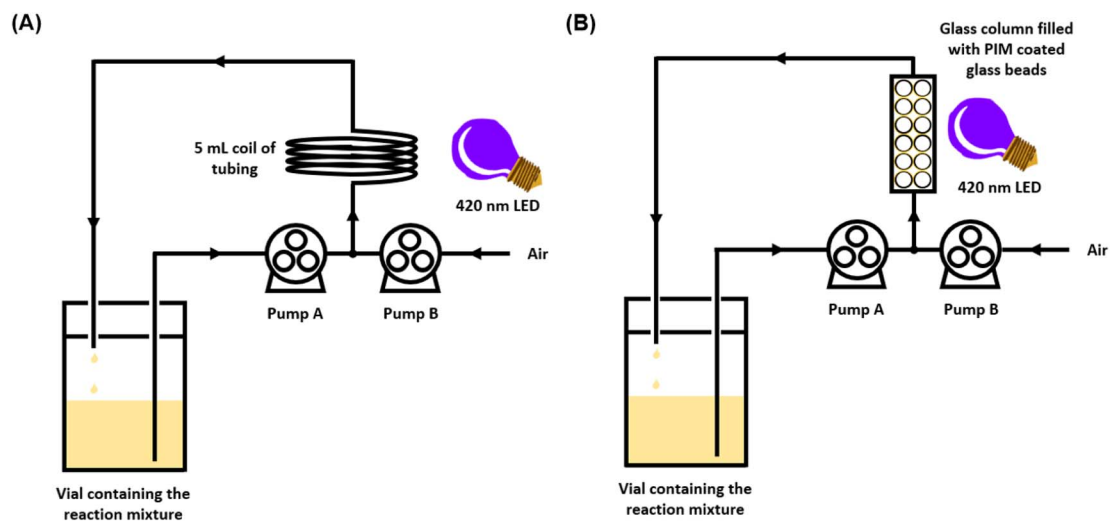 (A)
5 mL coil of
tubing
420 nm LED
Air
Pump A
Pump B
Vial containing the
reaction mixture
(B)
Glass column filled
with PIM coated
glass beads
420 nm LED
Air
Pump A
Pump B
Vial containing the
reaction mixture